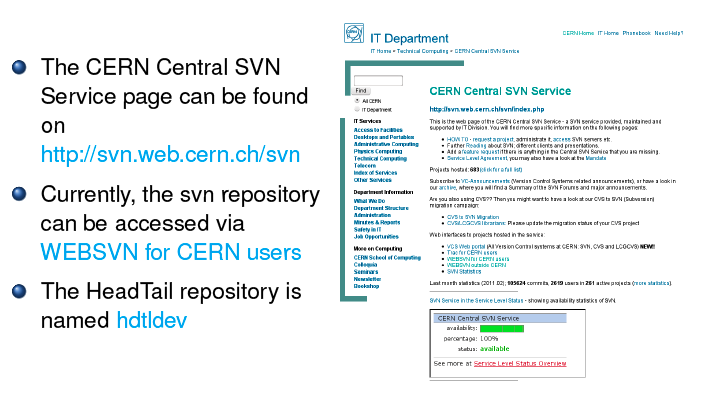 The CERN Central SVN
Service page can be found
on
http://svn.web.cern.ch/svn
Currently, the svn repository
can be accessed via
WEBSVN for CERN users
The HeadTail repository is
named hdtldev
CERN
IT Department
CERN Home IT Home Phonebook Need Help?
IT Home » Technical Computing » CERN Central SVN Service
Find
All CERN
IT Department
IT Services
Access to Facilities
Desktops and Portables
Administrative Computing
Physics Computing
Technical Computing
Telecoms
Index of Services
Other Services
Department Information
What We Do
Department Structure
Administration
Minutes & Reports
Safety in IT
Job Opportunities
More on Computing
CERN School of Computing
Colloquia
Seminars
Newsletter
Bookshop
CERN Central SVN Service
http://svn.web.cern.ch/svn/index.php
This is the web page of the CERN Central SVN Service - a SVN service provided, maintained and
supported by IT Division. You will find more specific information on the following pages:
HOW TO - request a project, administrate it, access SVN servers etc.
Further Reading about SVN; different clients and presentations.
Add a feature request if there is anything in the Central SVN Service that you are missing.
Service Level Agreement, you may also have a look at the Mandate
Projects hosted: 683(click for a full list)
Subscribe to VC-Announcements (Version Control Systems related announcements), or have a look in
our archive, where you will find a Summary of the SVN Forums and major announcements.
Are you also using CVS?? Then you might want to have a look at our CVS to SVN (Subversion)
migration campaign:
CVS to SVN Migration
CVS/LCGCVS librarians: Please update the migration status of your CVS project
Web interfaces to projects hosted in the service:
VCS Web portal (All Version Control systems at CERN: SVN, CVS and LCGCVS) NEW!!
Trac for CERN users
WEBSVN for CERN users
WEBSVN outside CERN
SVN Statistics
Last month statistics (2011.02); 105624 commits, 2619 users in 261 active projects (more statistics).
SVN Service in the Service Level Status - showing availability statistics of SVN.
CERN Central SVN Service
availability:
percentage: 100%
status: available
See more at Service Level Status Overview